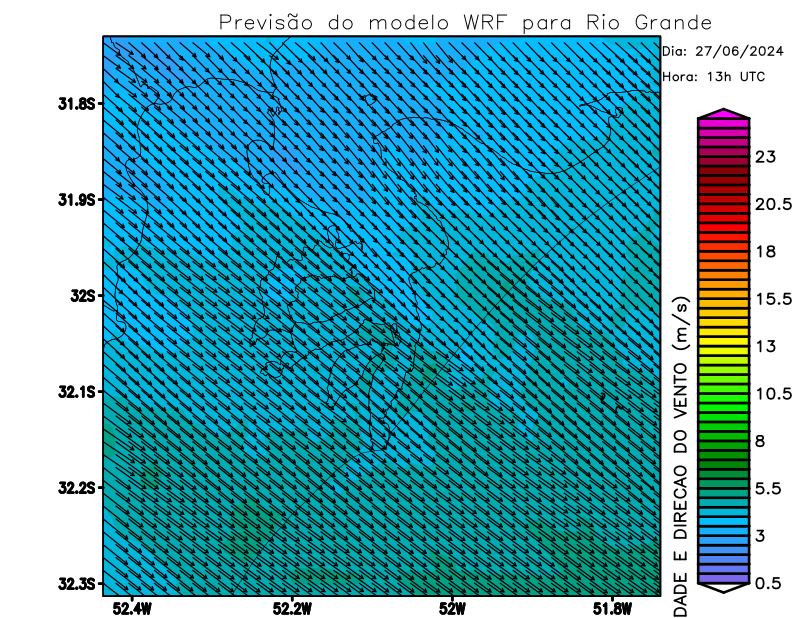 Previsão do modelo WRF para Rio Grande
Dia: 27/06/2024
Hora: 13h UTC
31.8S
31.9S
32S
32.1S
32.2S
32.3S
52.4W
52.2W
52W
51.8W
23
20.5
18
15.5
13
10.5
8
5.5
3
0.5
DADE E DIRECAO DO VENTO (m/s)